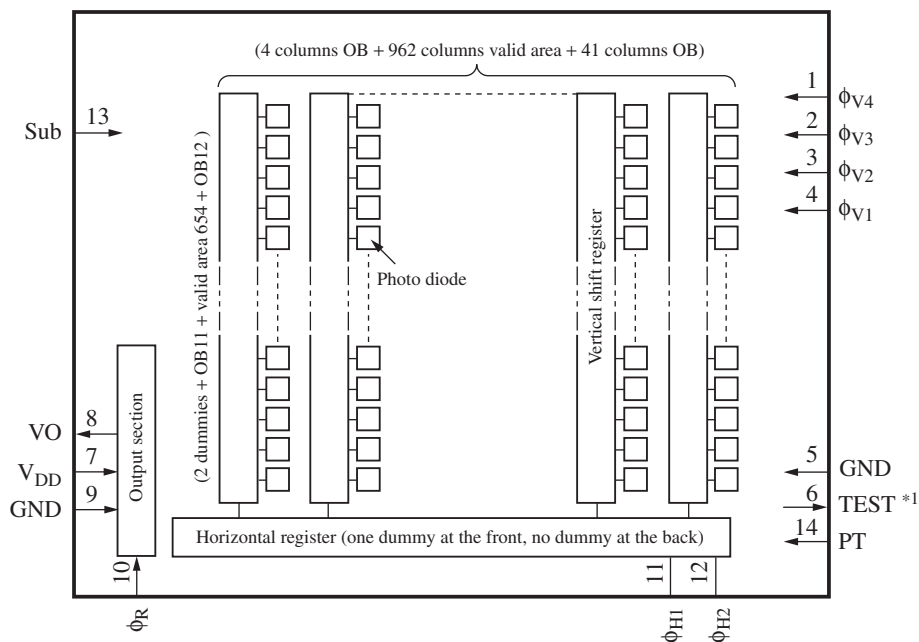 (4 columns OB + 962 columns valid area + 41 columns OB)
1
ϕV4
Sub
13
2
ϕV3
3
ϕV2
4
ϕV1
(2 dummies + OB11 + valid area 654 + OB12)
Photo diode
Vertical shift register
Output section
VO
8
VDD
7
GND
9
5
GND
6
TEST *1
14
PT
Horizontal register (one dummy at the front, no dummy at the back)
10
11
12
ϕR
ϕH1
ϕH2